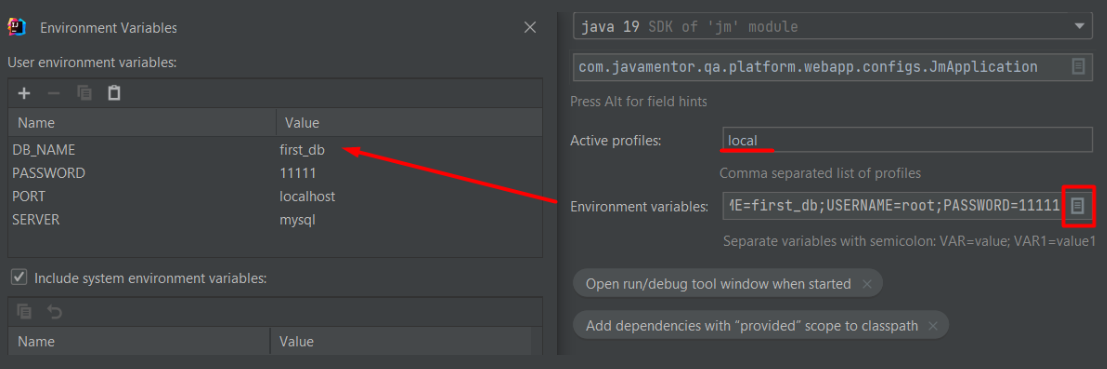 Environment Variables
User environment variables:
Name Value
DB_NAME first_db
PASSWORD 11111
PORT localhost
SERVER mysql
Include system environment variables:
Name Value
java 19 SDK of 'jm' module
com.javamentor.qa.platform.webapp.configs.JmApplication
Press Alt for field hints
Active profiles: local
Comma separated list of profiles
Environment variables: ME=first_db;USERNAME=root;PASSWORD=11111
Separate variables with semicolon: VAR=value; VAR1=value1
Open run/debug tool window when started ×
Add dependencies with “provided” scope to classpath ×